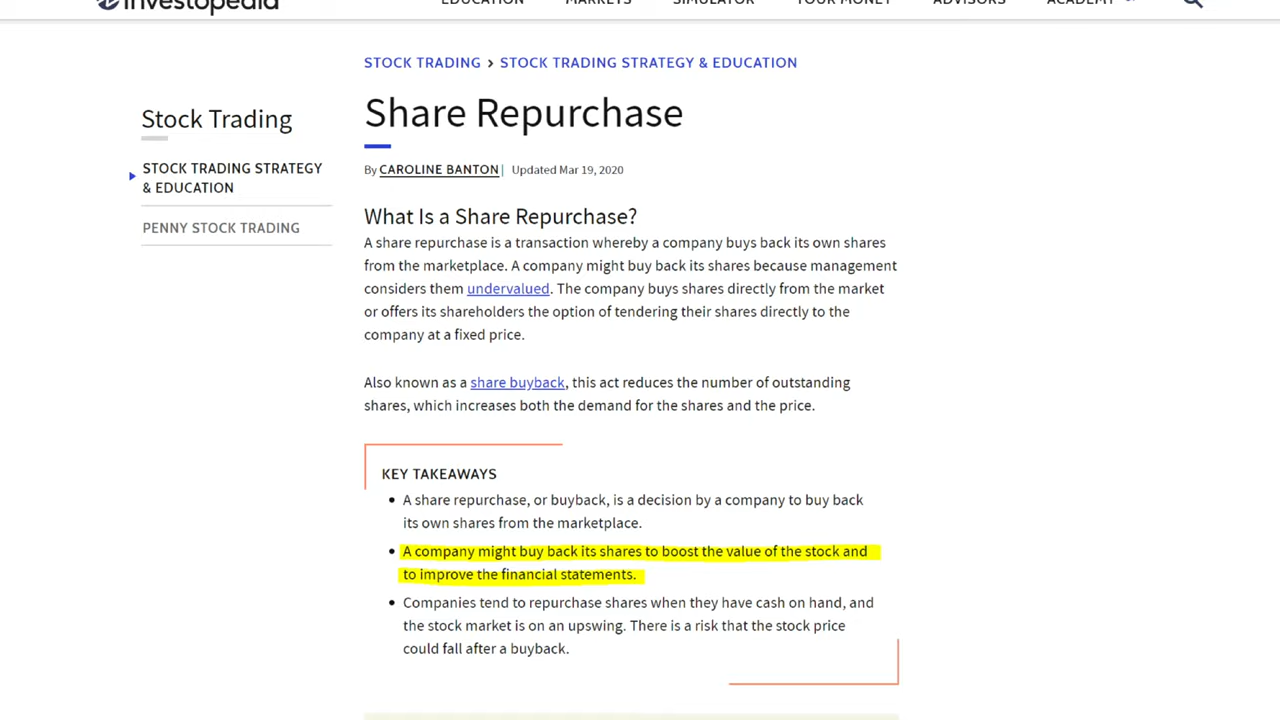 Investopedia
EDUCATION MARKETS SIMULATOR YOUR MONEY ADVISORS ACADEMY
STOCK TRADING > STOCK TRADING STRATEGY & EDUCATION
Stock Trading
STOCK TRADING STRATEGY
& EDUCATION
PENNY STOCK TRADING
Share Repurchase
By CAROLINE BANTON | Updated Mar 19, 2020
What Is a Share Repurchase?
A share repurchase is a transaction whereby a company buys back its own shares
from the marketplace. A company might buy back its shares because management
considers them undervalued. The company buys shares directly from the market
or offers its shareholders the option of tendering their shares directly to the
company at a fixed price.
Also known as a share buyback, this act reduces the number of outstanding
shares, which increases both the demand for the shares and the price.
KEY TAKEAWAYS
• A share repurchase, or buyback, is a decision by a company to buy back
its own shares from the marketplace.
• A company might buy back its shares to boost the value of the stock and
to improve the financial statements.
• Companies tend to repurchase shares when they have cash on hand, and
the stock market is on an upswing. There is a risk that the stock price
could fall after a buyback.